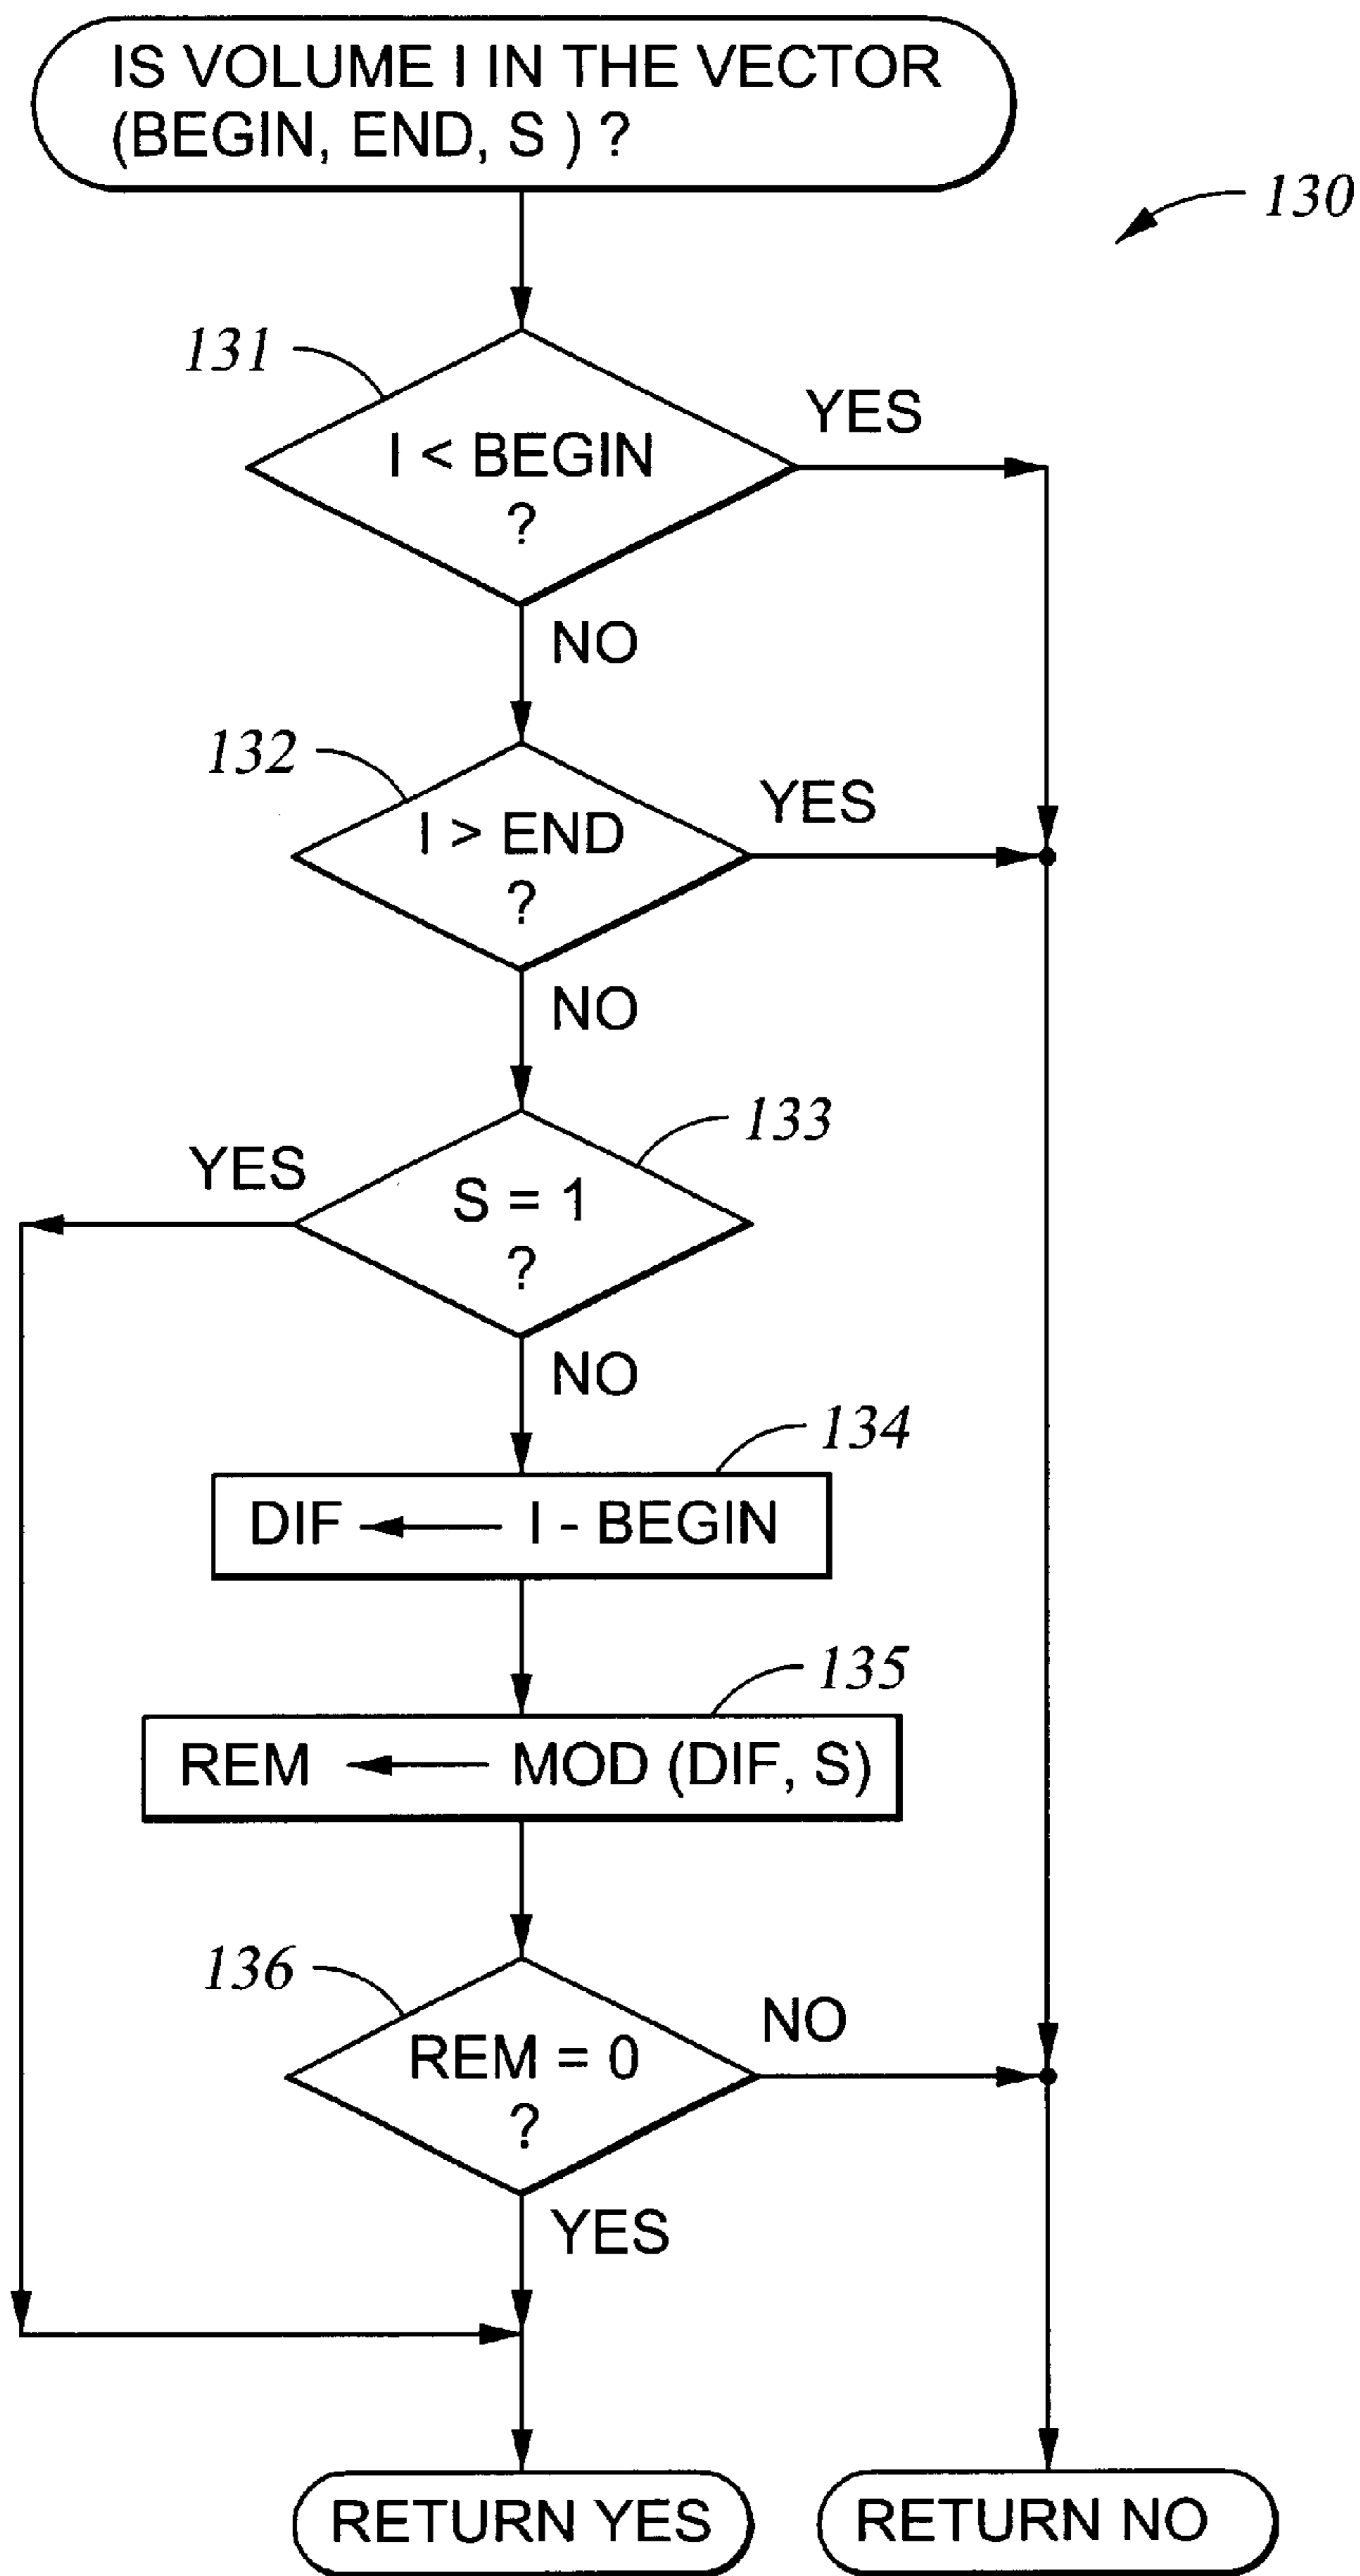 IS VOLUME I IN THE VECTOR
(BEGIN, END, S ) ?
130
131
I < BEGIN
?
YES
NO
132
I > END
?
YES
NO
133
YES
S = 1
?
NO
134
DIF ← I - BEGIN
135
REM ← MOD (DIF, S)
136
REM = 0
?
NO
YES
RETURN YES
RETURN NO